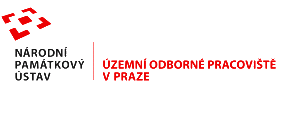 NÁRODNÍ
PAMÁTKOVÝ
ÚSTAV
ÚZEMNÍ ODBORNÉ PRACOVIŠTĚ
V PRAZE